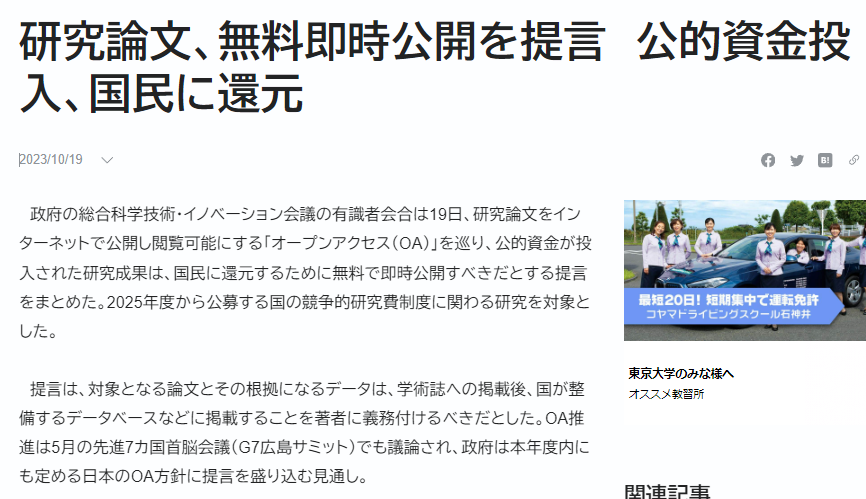 研究論文、無料即時公開を提言　公的資金投
入、国民に還元
2023/10/19
B!
政府の総合科学技術・イノベーション会議の有識者会合は19日、研究論文をイン
ターネットで公開し閲覧可能にする「オープンアクセス（OA）」を巡り、公的資金が投
入された研究成果は、国民に還元するために無料で即時公開すべきだとする提言
をまとめた。2025年度から公募する国の競争的研究費制度に関わる研究を対象と
した。
提言は、対象となる論文とその根拠になるデータは、学術誌への掲載後、国が整
備するデータベースなどに掲載することを著者に義務付けるべきだとした。OA推
進は5月の先進7カ国首脳会議（G7広島サミット）でも議論され、政府は本年度内に
も定める日本のOA方針に提言を盛り込む見通し。
最短20日！短期集中で運転免許
コヤマドライビングスクール石神井
東京大学のみな様へ
オススメ教習所
関連記事